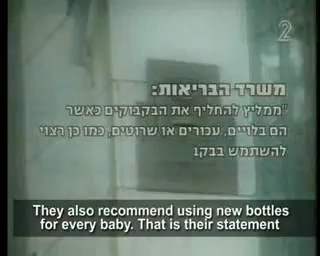 2
משרד הבריאות:
"ממליץ להחליף את הבקבוקים כאשר
הם בלויים, עכורים או שרוטים, כמו כן רצוי
להשתמש בבק1
They also recommend using new bottles
for every baby. That is their statement